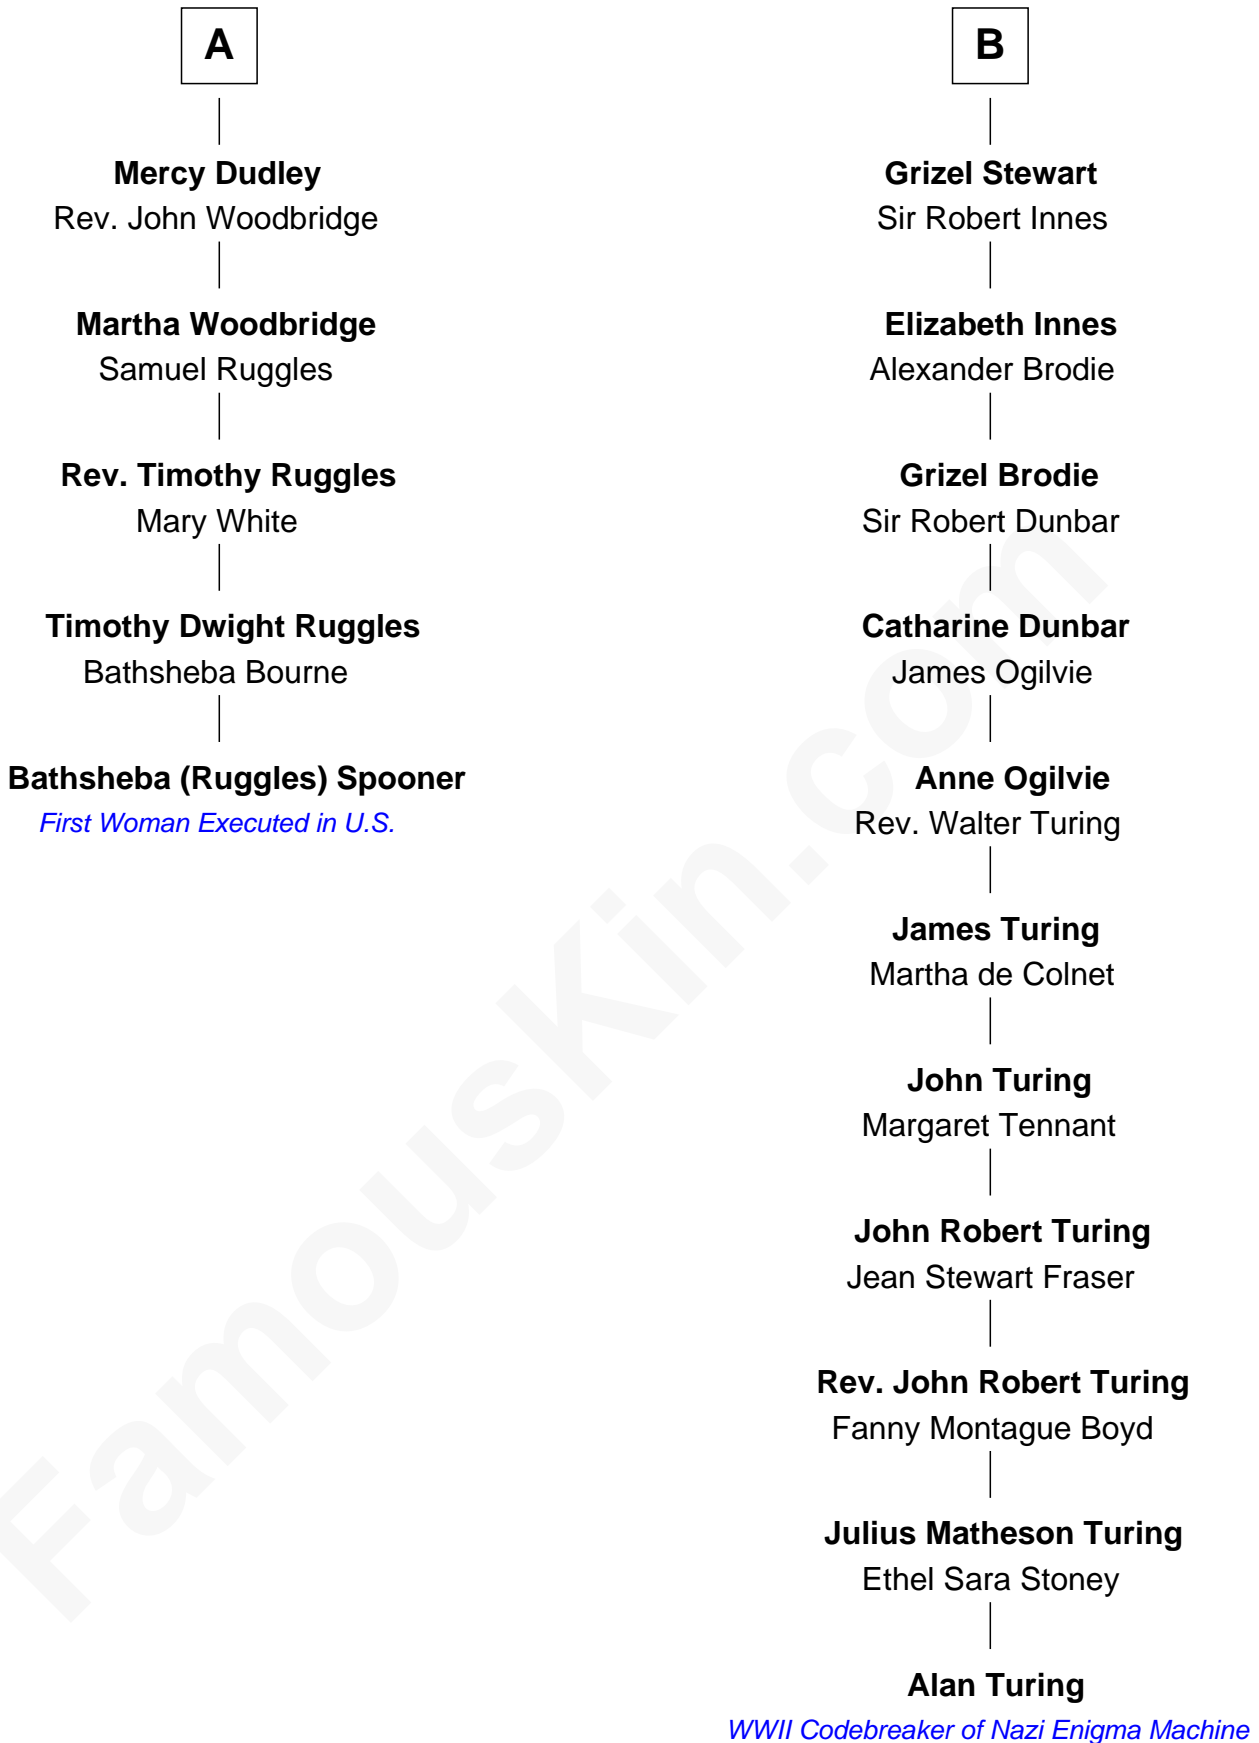 A
Mercy Dudley
Rev. John Woodbridge
Martha Woodbridge
Samuel Ruggles
Rev. Timothy Ruggles
Mary White
Timothy Dwight Ruggles
Bathsheba Bourne
Bathsheba (Ruggles) Spooner
First Woman Executed in U.S.
B
Grizel Stewart
Sir Robert Innes
Elizabeth Innes
Alexander Brodie
Grizel Brodie
Sir Robert Dunbar
Catharine Dunbar
James Ogilvie
Anne Ogilvie
Rev. Walter Turing
James Turing
Martha de Colnet
John Turing
Margaret Tennant
John Robert Turing
Jean Stewart Fraser
Rev. John Robert Turing
Fanny Montague Boyd
Julius Matheson Turing
Ethel Sara Stoney
Alan Turing
WWII Codebreaker of Nazi Enigma Machine
FamousKin.com